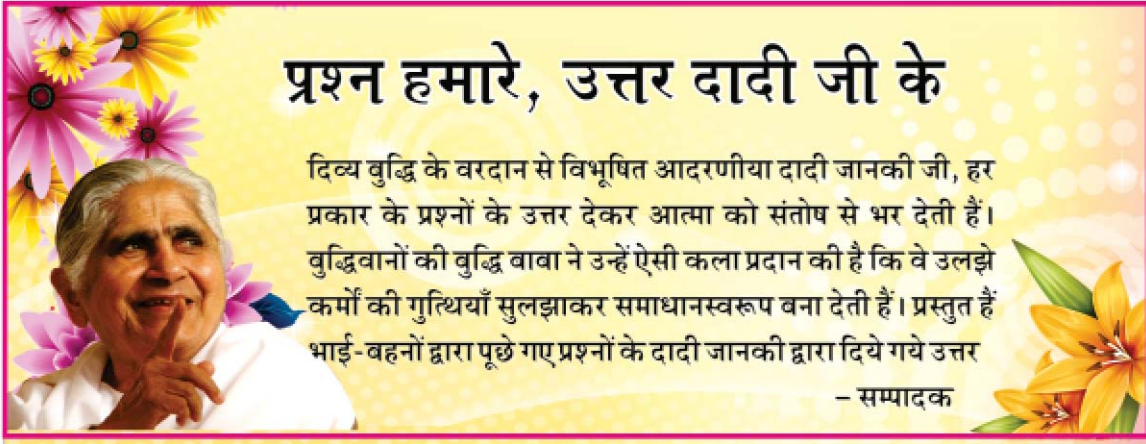 प्रश्न हमारे, उत्तर दादी जी के
दिव्य बुद्धि के वरदान से विभूषित आदरणीया दादी जानकी जी, हर
प्रकार के प्रश्नों के उत्तर देकर आत्मा को संतोष से भर देती हैं।
बुद्धिवानों की बुद्धि बाबा ने उन्हें ऐसी कला प्रदान की है कि वे उलझे
कर्मों की गुत्थियाँ सुलझाकर समाधानस्वरूप बना देती हैं। प्रस्तुत हैं
भाई-बहनों द्वारा पूछे गए प्रश्नों के दादी जानकी द्वारा दिये गये उत्तर
– सम्पादक